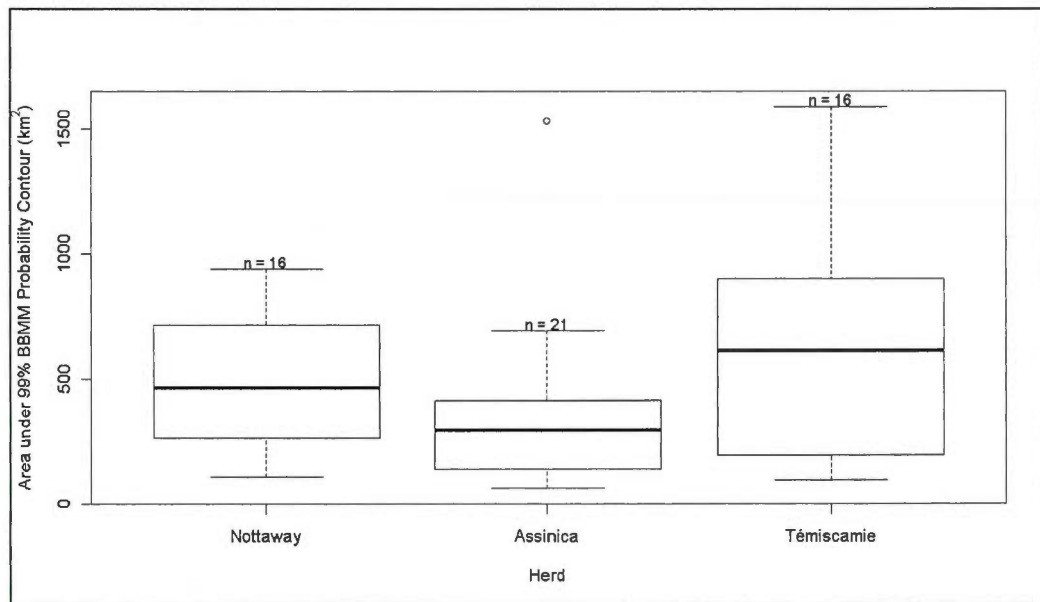 Area under 99% BBMM Probability Contour (km²)
1500
1000
500
0
n = 16
n = 21
n = 16
Nottaway
Assinica
Témiscamie
Herd